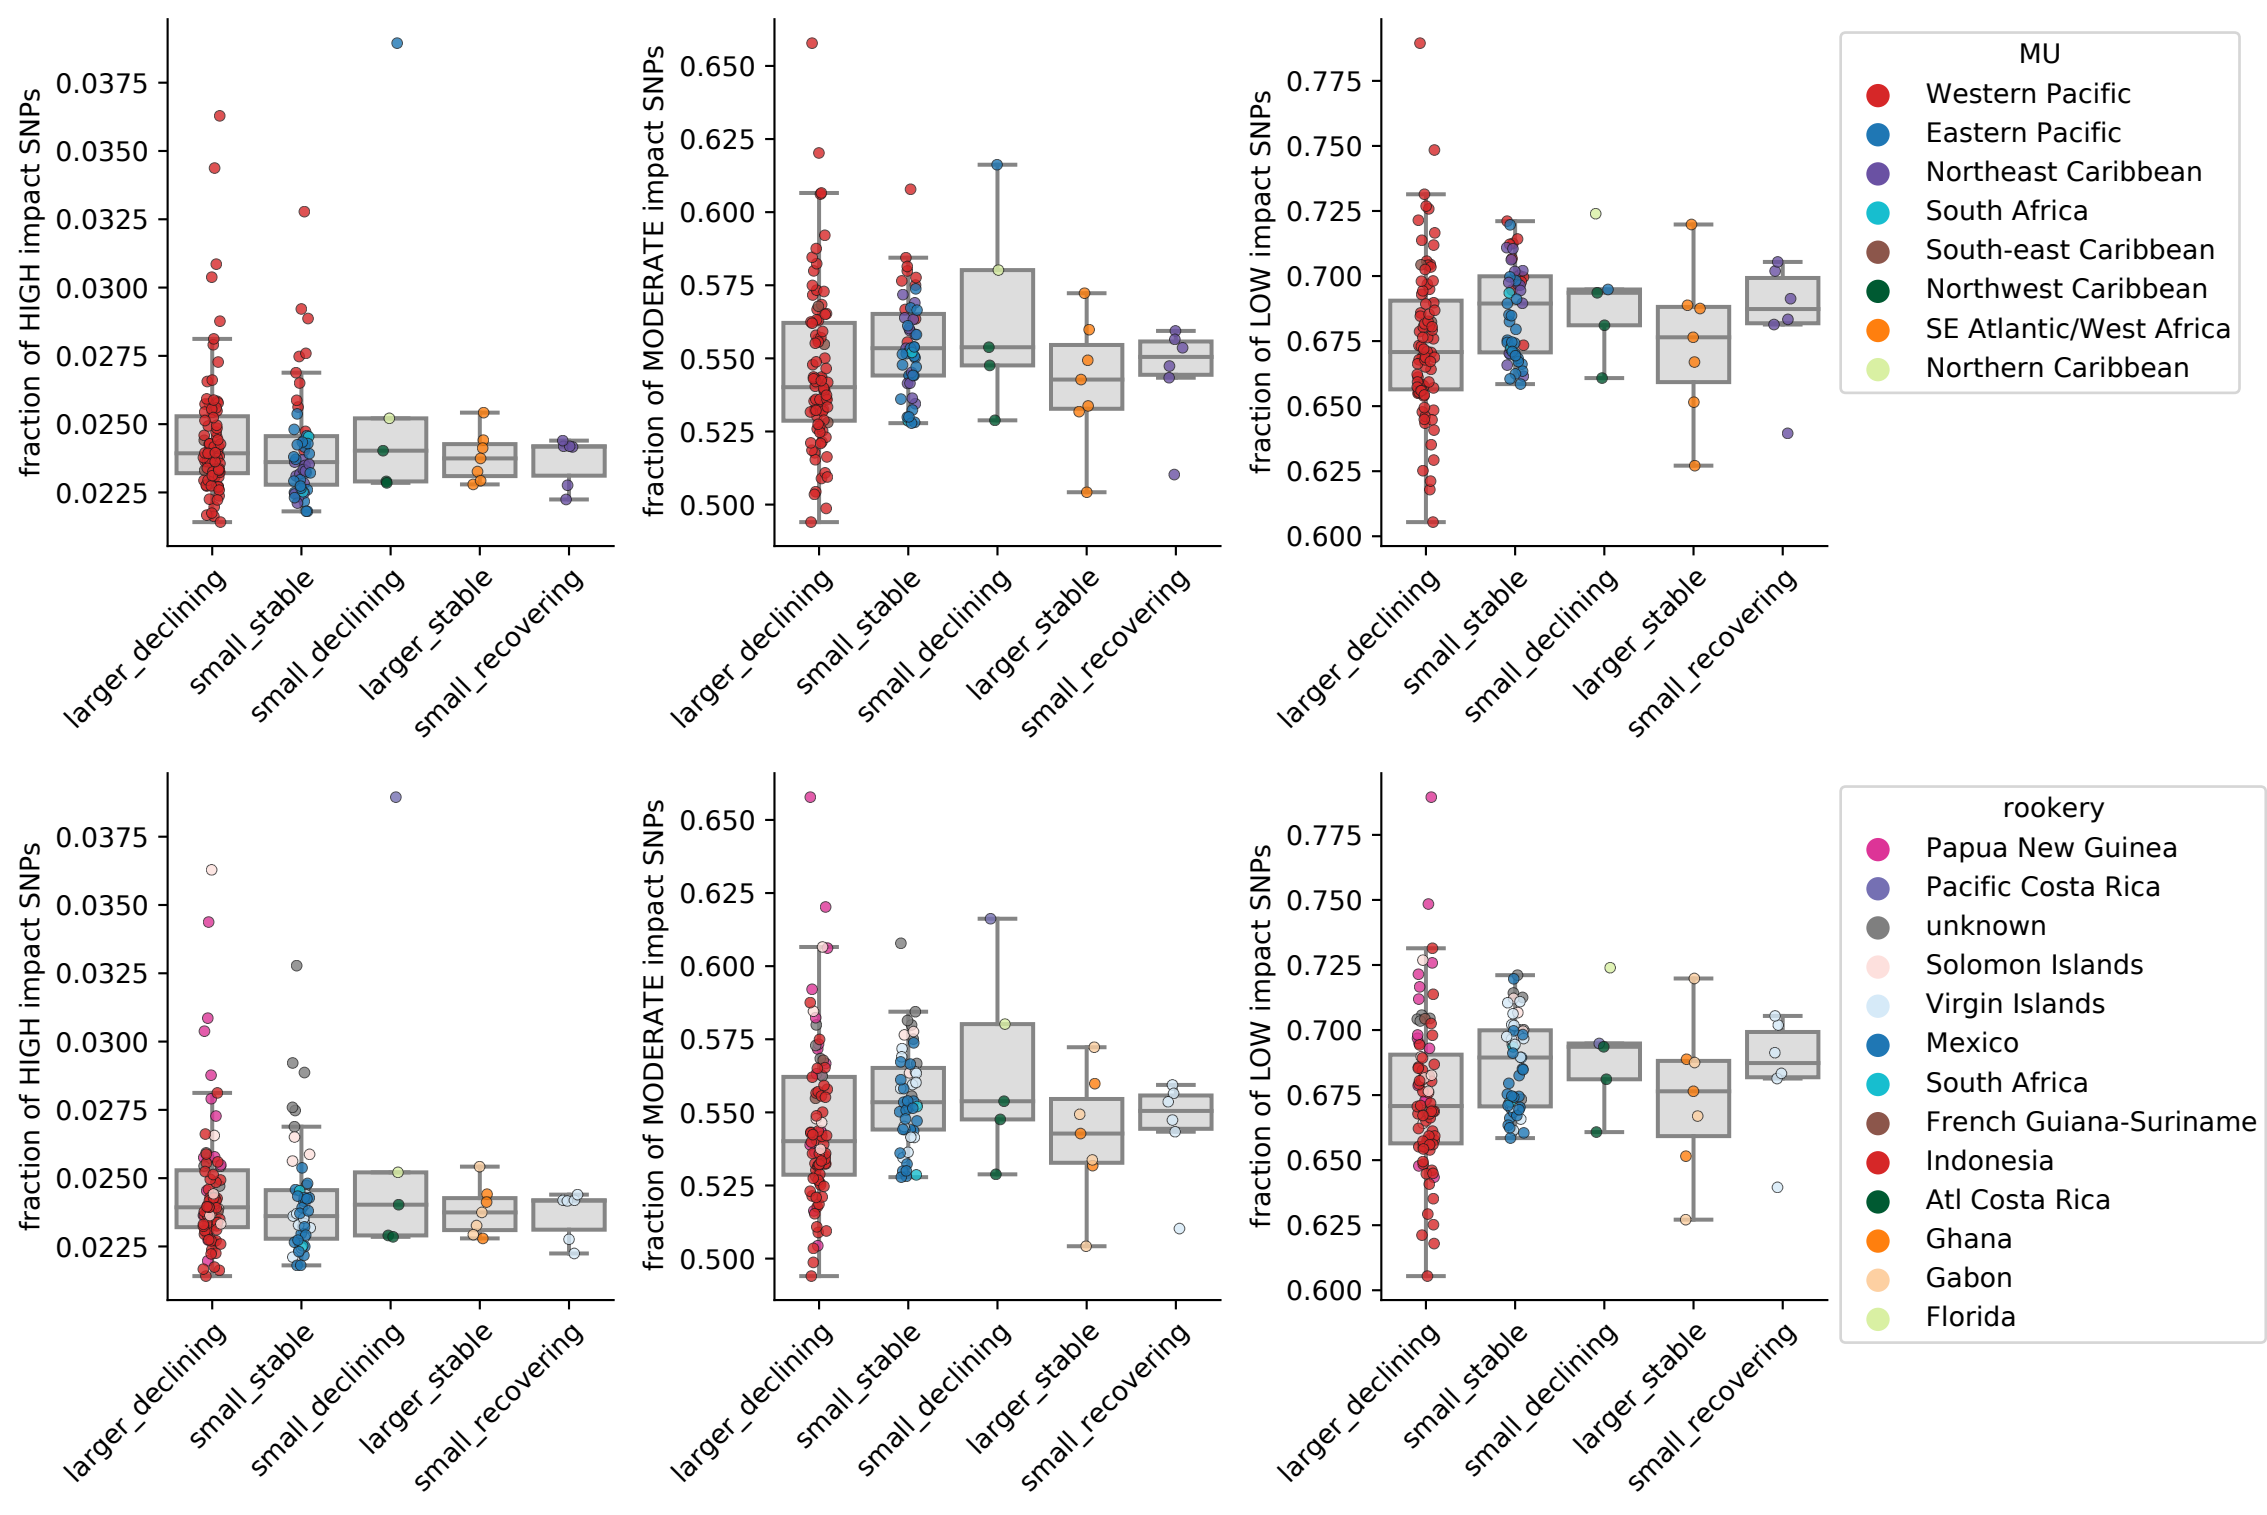 fraction of HIGH impact SNPs
0.0375
0.0350
0.0325
0.0300
0.0275
0.0250
0.0225
larger_declining
small_stable
small_declining
larger_stable
small_recovering
fraction of MODERATE impact SNPs
0.650
0.625
0.600
0.575
0.550
0.525
0.500
larger_declining
small_stable
small_declining
larger_stable
small_recovering
fraction of LOW impact SNPs
0.775
0.750
0.725
0.700
0.675
0.650
0.625
0.600
larger_declining
small_stable
small_declining
larger_stable
small_recovering
MU
Western Pacific
Eastern Pacific
Northeast Caribbean
South Africa
South-east Caribbean
Northwest Caribbean
SE Atlantic/West Africa
Northern Caribbean
fraction of HIGH impact SNPs
0.0375
0.0350
0.0325
0.0300
0.0275
0.0250
0.0225
larger_declining
small_stable
small_declining
larger_stable
small_recovering
fraction of MODERATE impact SNPs
0.650
0.625
0.600
0.575
0.550
0.525
0.500
larger_declining
small_stable
small_declining
larger_stable
small_recovering
fraction of LOW impact SNPs
0.775
0.750
0.725
0.700
0.675
0.650
0.625
0.600
larger_declining
small_stable
small_declining
larger_stable
small_recovering
rookery
Papua New Guinea
Pacific Costa Rica
unknown
Solomon Islands
Virgin Islands
Mexico
South Africa
French Guiana-Suriname
Indonesia
Atl Costa Rica
Ghana
Gabon
Florida